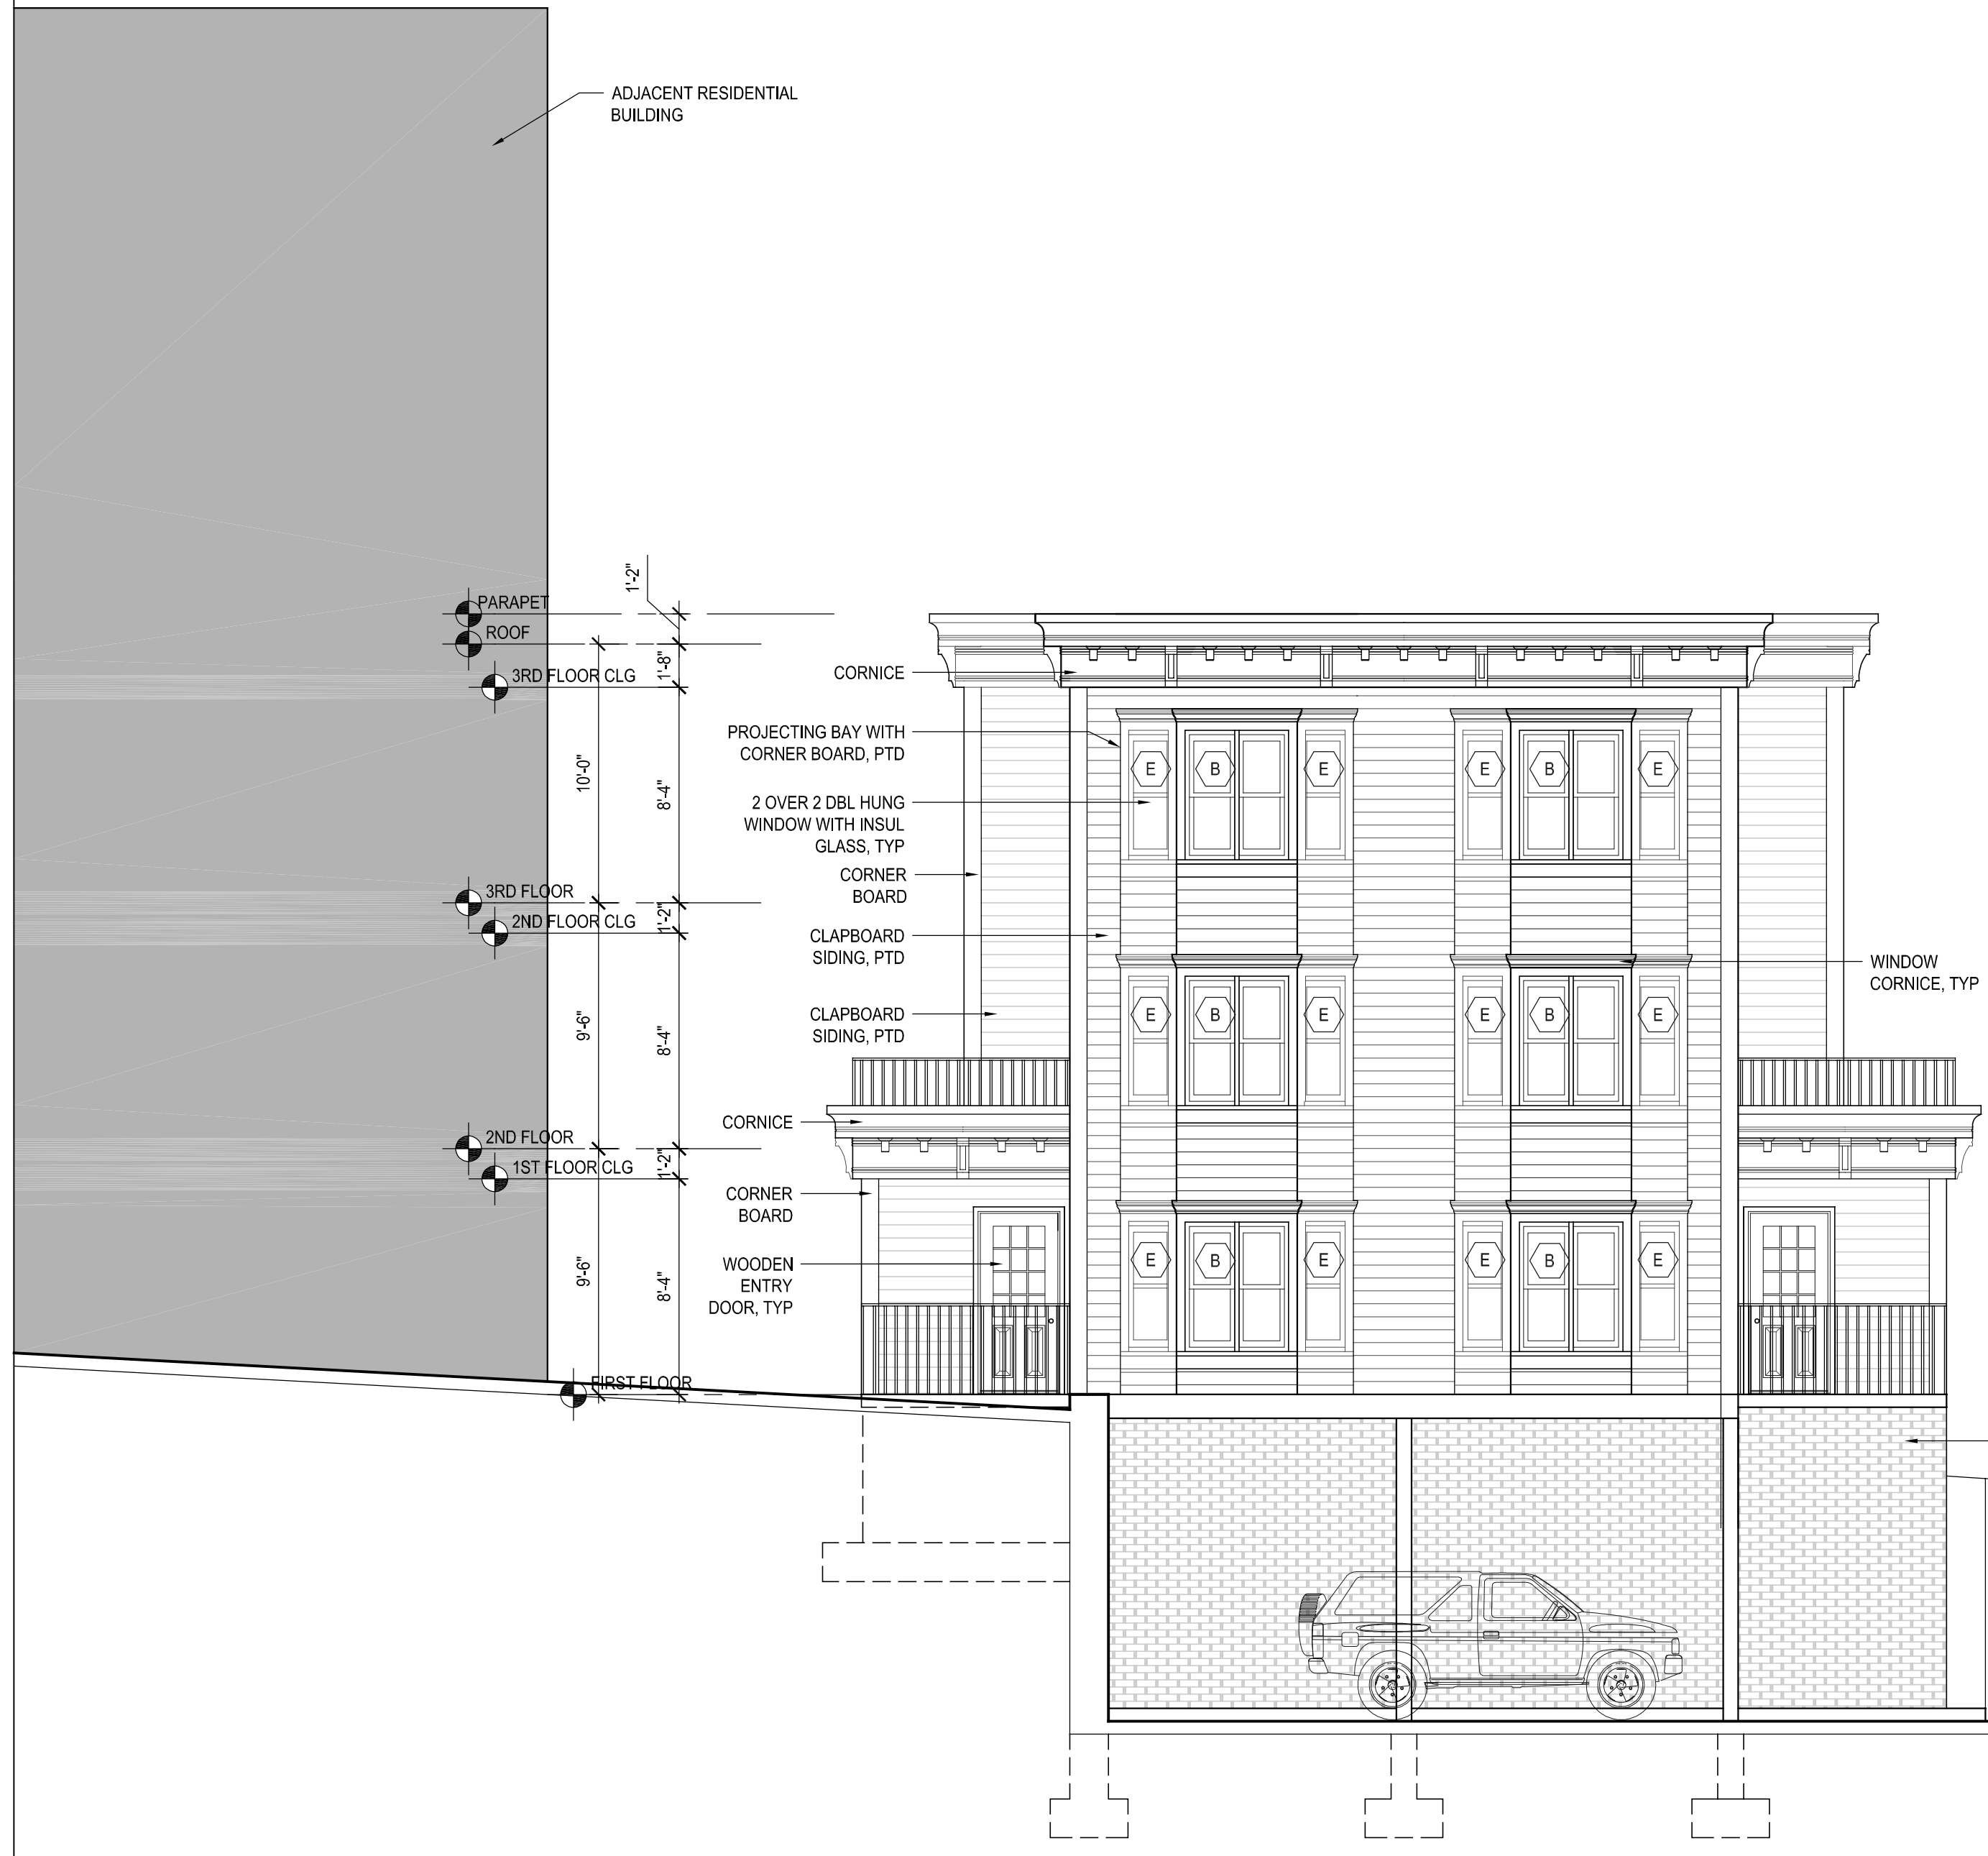 ADJACENT RESIDENTIAL
BUILDING
1'-2"
PARAPET
ROOF
1'-8"
3RD FLOOR CLG
10'-0"
8'-4"
3RD FLOOR
1'-2"
2ND FLOOR CLG
9'-6"
8'-4"
2ND FLOOR
1'-2"
1ST FLOOR CLG
9'-6"
8'-4"
FIRST FLOOR
CORNICE
PROJECTING BAY WITH
CORNER BOARD, PTD
2 OVER 2 DBL HUNG
WINDOW WITH INSUL
GLASS, TYP
CORNER
BOARD
CLAPBOARD
SIDING, PTD
CLAPBOARD
SIDING, PTD
CORNICE
CORNER
BOARD
WOODEN
ENTRY
DOOR, TYP
E B E E B E
E B E E B E
E B E E B E
WINDOW
CORNICE, TYP